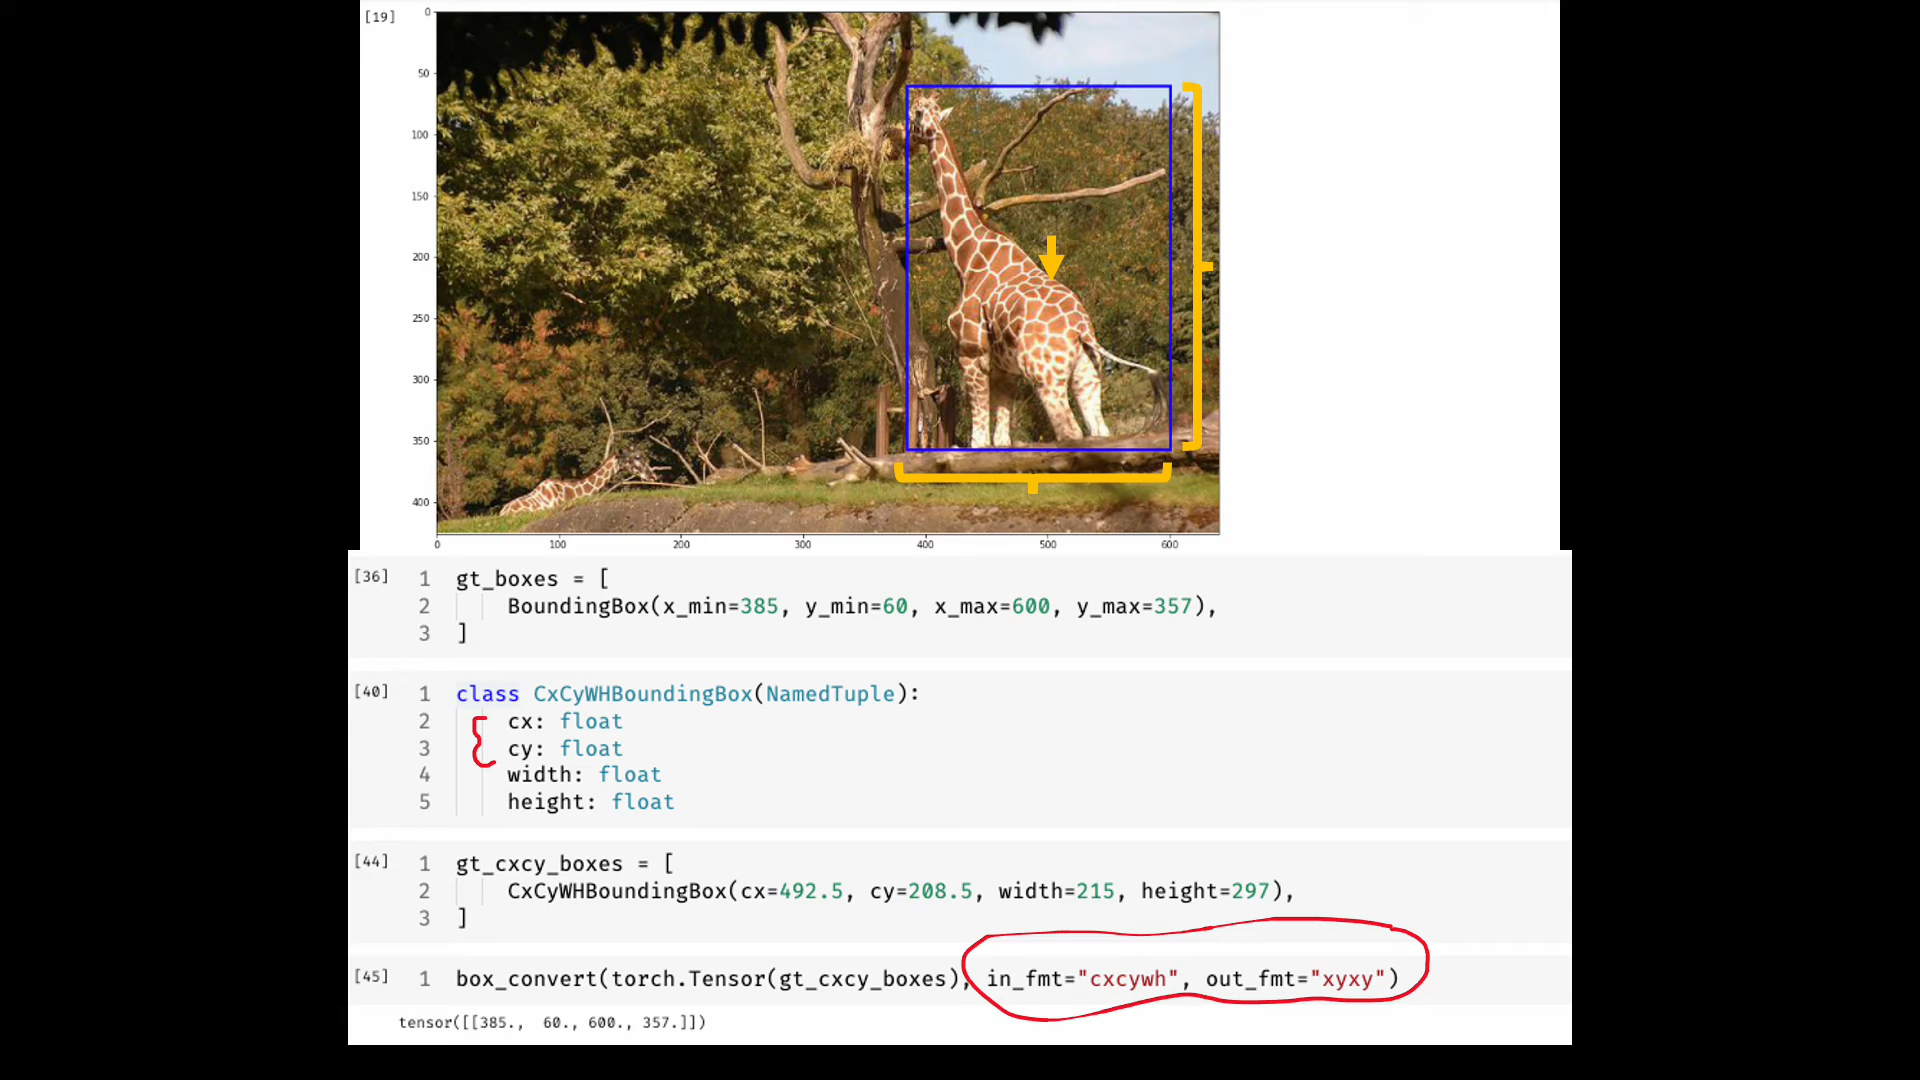 [19]
0
50
100
150
200
250
300
350
400
0 100 200 300 400 500 600
[36] 1 gt_boxes = [
2 BoundingBox(x_min=385, y_min=60, x_max=600, y_max=357),
3 ]
[40] 1 class CxCyWHBoundingBox(NamedTuple):
2 cx: float
3 cy: float
4 width: float
5 height: float
[44] 1 gt_cxcy_boxes = [
2 CxCyWHBoundingBox(cx=492.5, cy=208.5, width=215, height=297),
3 ]
[45] 1 box_convert(torch.Tensor(gt_cxcy_boxes), in_fmt="cxcywh", out_fmt="xyxy")
tensor([[385., 60., 600., 357.]])